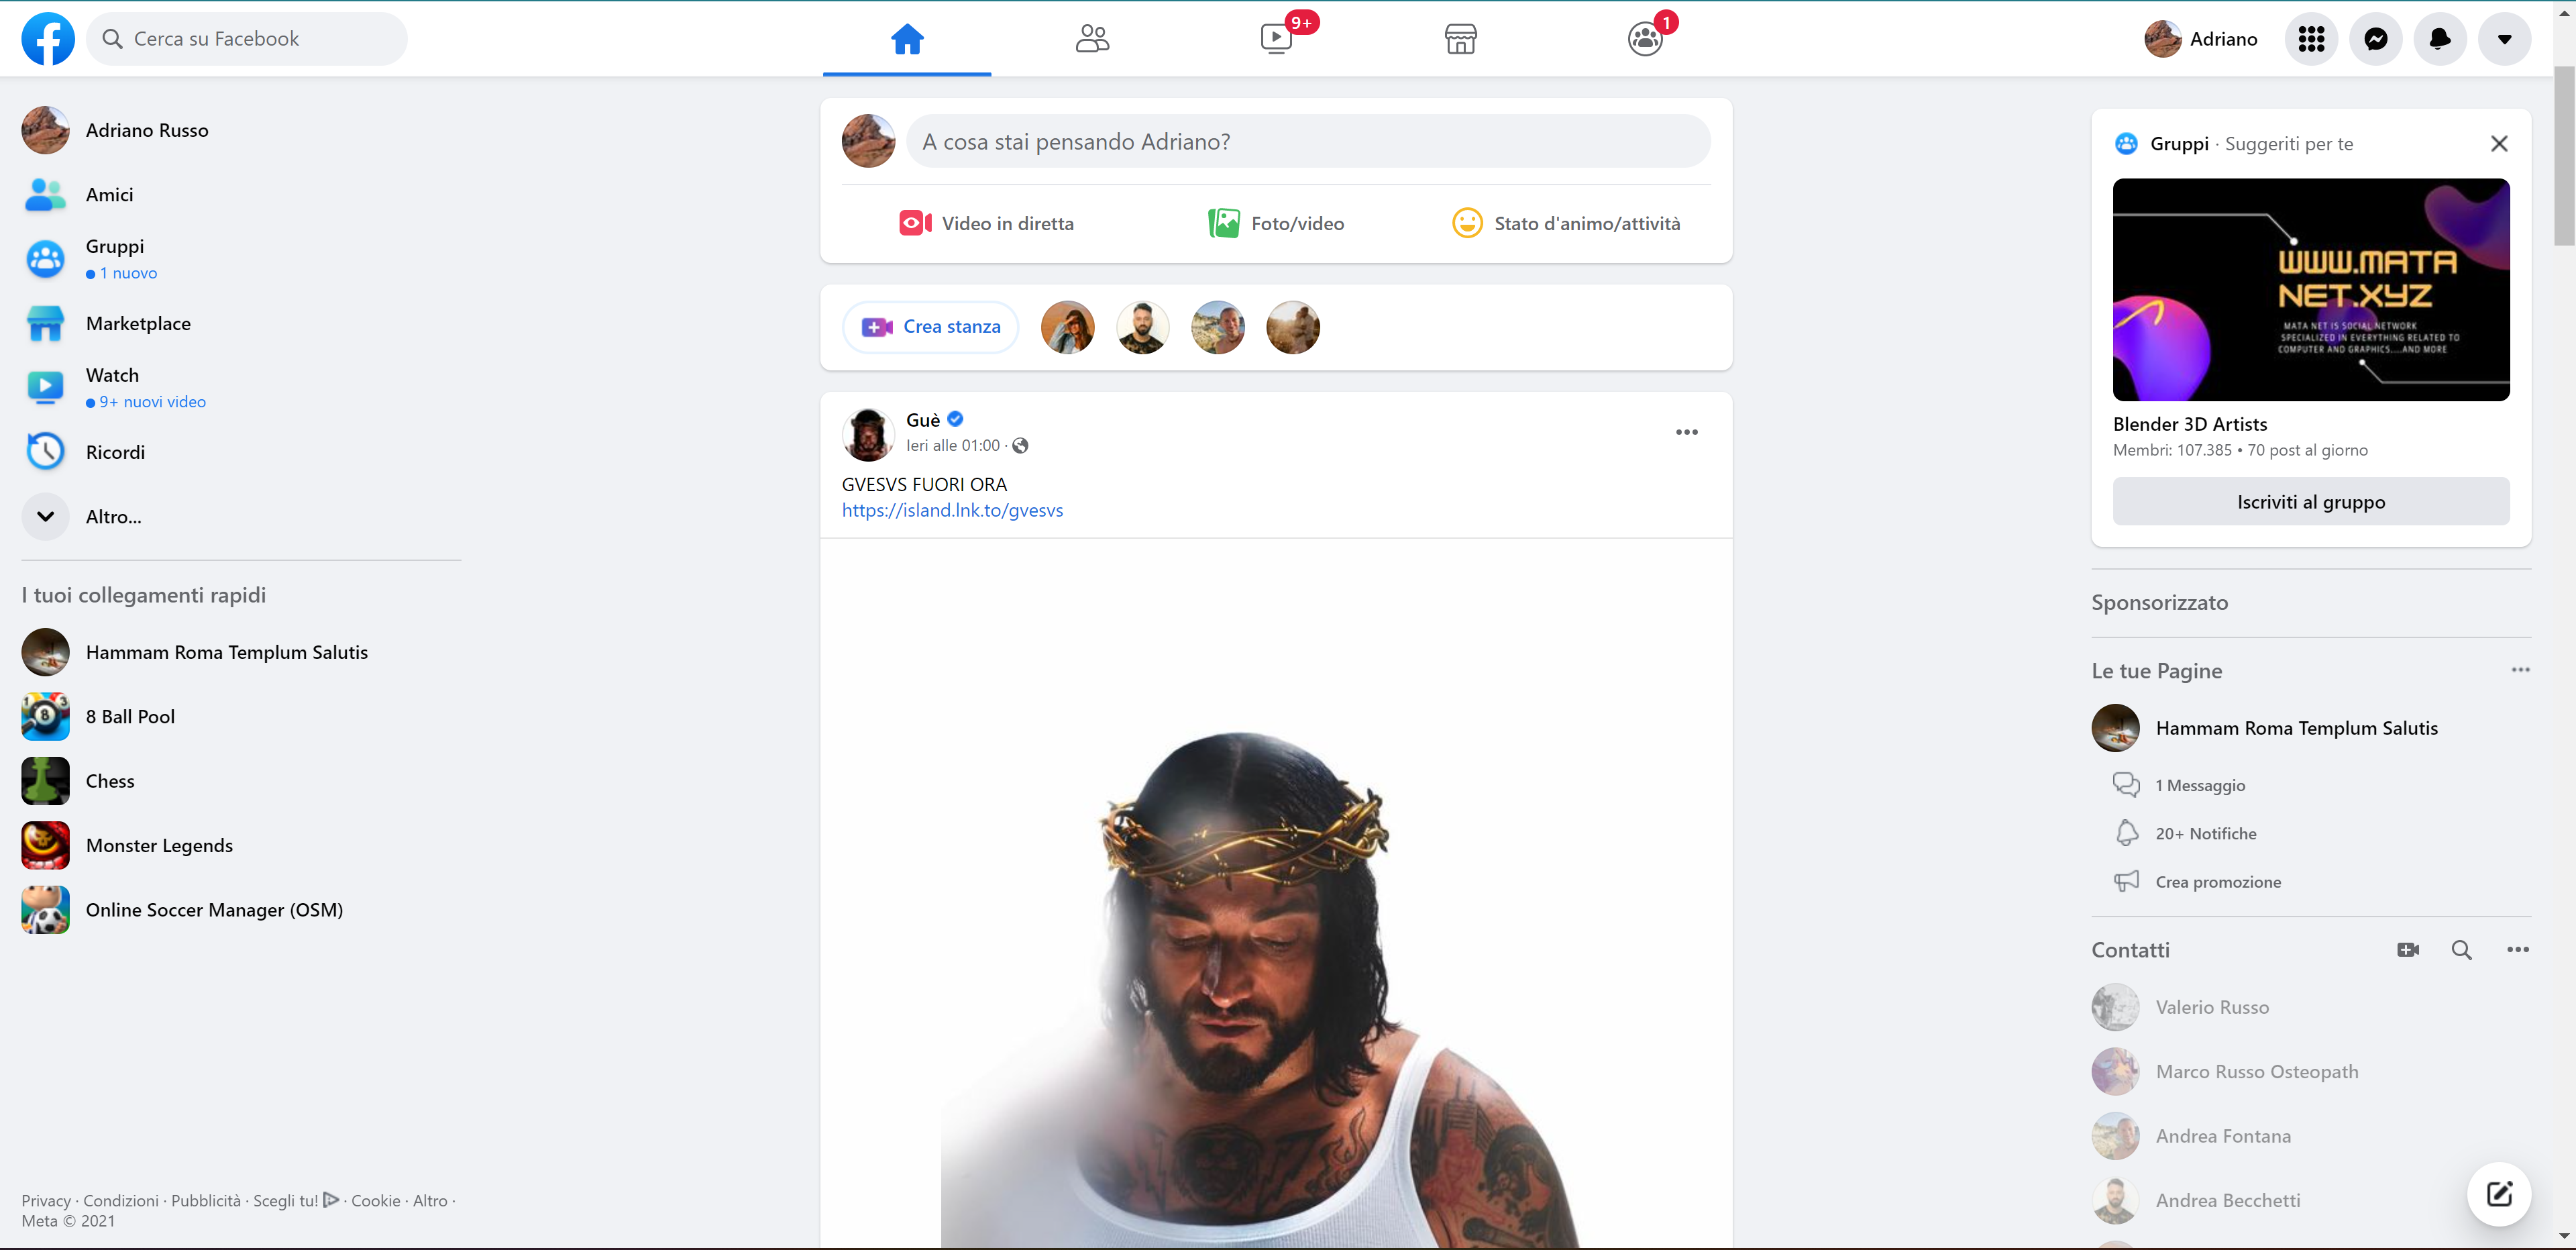 Cerca su Facebook
9+
1
Adriano
Adriano Russo
Amici
Gruppi
1 nuovo
Marketplace
Watch
9+ nuovi video
Ricordi
Altro...
I tuoi collegamenti rapidi
Hammam Roma Templum Salutis
8 Ball Pool
Chess
Monster Legends
Online Soccer Manager (OSM)
Privacy · Condizioni · Pubblicità · Scegli tu! · Cookie · Altro ·
Meta © 2021
A cosa stai pensando Adriano?
Video in diretta
Foto/video
Stato d'animo/attività
Crea stanza
Guè
Ieri alle 01:00 ·
GVESVS FUORI ORA
https://island.lnk.to/gvesvs
Gruppi · Suggeriti per te
WWW.MATA
NET.XYZ
MATA NET IS SOCIAL NETWORK
SPECIALIZED IN EVERYTHING RELATED TO
COMPUTER AND GRAPHICS....AND MORE
Blender 3D Artists
Membri: 107.385 • 70 post al giorno
Iscriviti al gruppo
Sponsorizzato
Le tue Pagine
Hammam Roma Templum Salutis
1 Messaggio
20+ Notifiche
Crea promozione
Contatti
Valerio Russo
Marco Russo Osteopath
Andrea Fontana
Andrea Becchetti